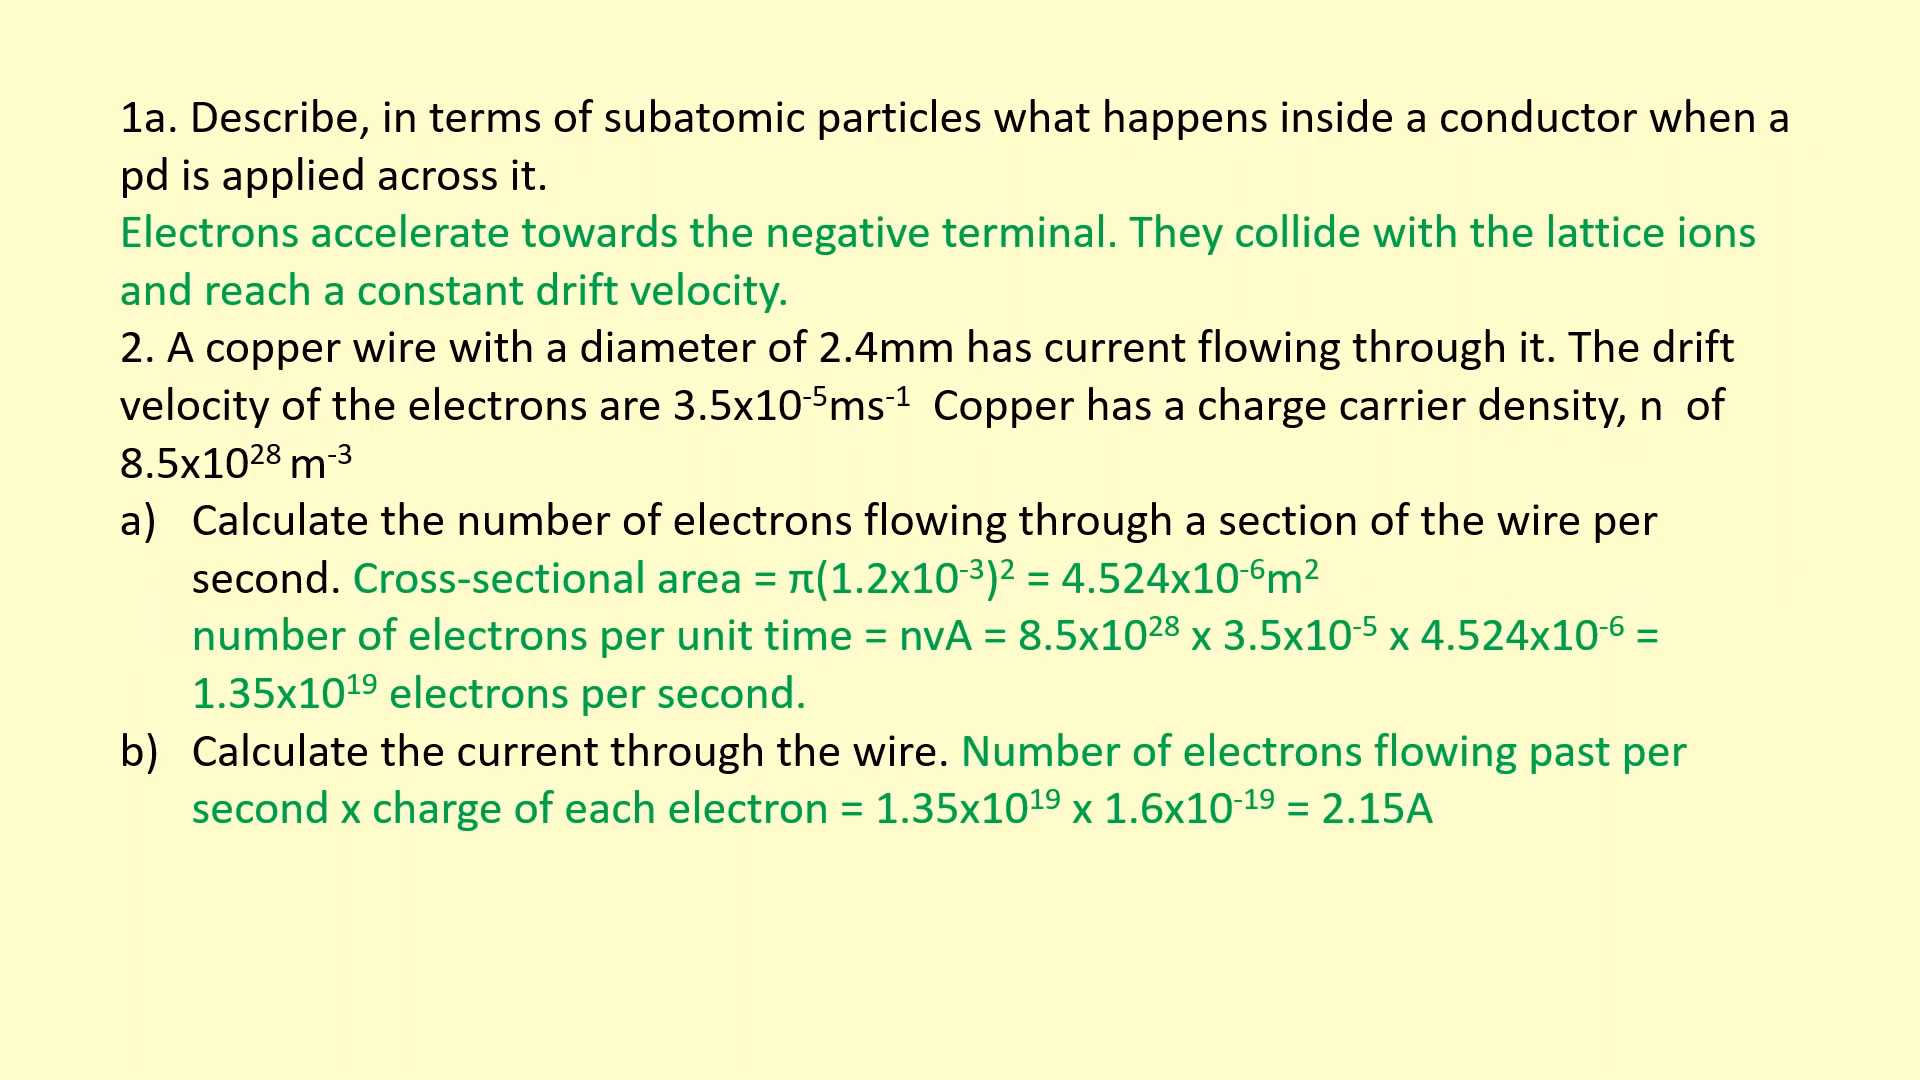 1a. Describe, in terms of subatomic particles what happens inside a conductor when a
pd is applied across it.
Electrons accelerate towards the negative terminal. They collide with the lattice ions
and reach a constant drift velocity.
2. A copper wire with a diameter of 2.4mm has current flowing through it. The drift
velocity of the electrons are 3.5x10⁻⁵ms⁻¹  Copper has a charge carrier density, n  of
8.5x10²⁸ m⁻³
a) Calculate the number of electrons flowing through a section of the wire per
second. Cross-sectional area = π(1.2x10⁻³)² = 4.524x10⁻⁶m²
number of electrons per unit time = nvA = 8.5x10²⁸ x 3.5x10⁻⁵ x 4.524x10⁻⁶ =
1.35x10¹⁹ electrons per second.
b) Calculate the current through the wire. Number of electrons flowing past per
second x charge of each electron = 1.35x10¹⁹ x 1.6x10⁻¹⁹ = 2.15A